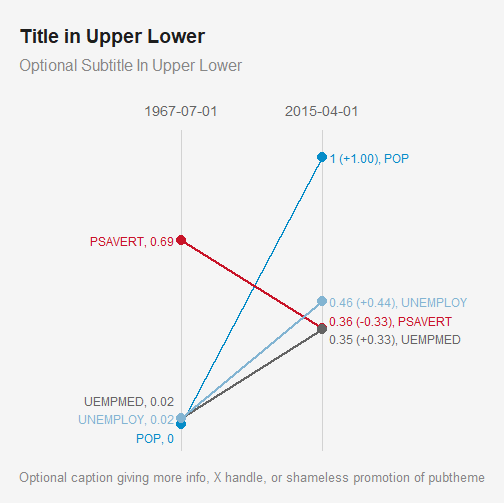 Title in Upper Lower
Optional Subtitle In Upper Lower
1967-07-01 2015-04-01
1 (+1.00), POP
PSAVERT, 0.69
0.46 (+0.44), UNEMPLOY
0.36 (-0.33), PSAVERT
0.35 (+0.33), UEMPMED
UEMPMED, 0.02
UNEMPLOY, 0.02
POP, 0
Optional caption giving more info, X handle, or shameless promotion of pubtheme